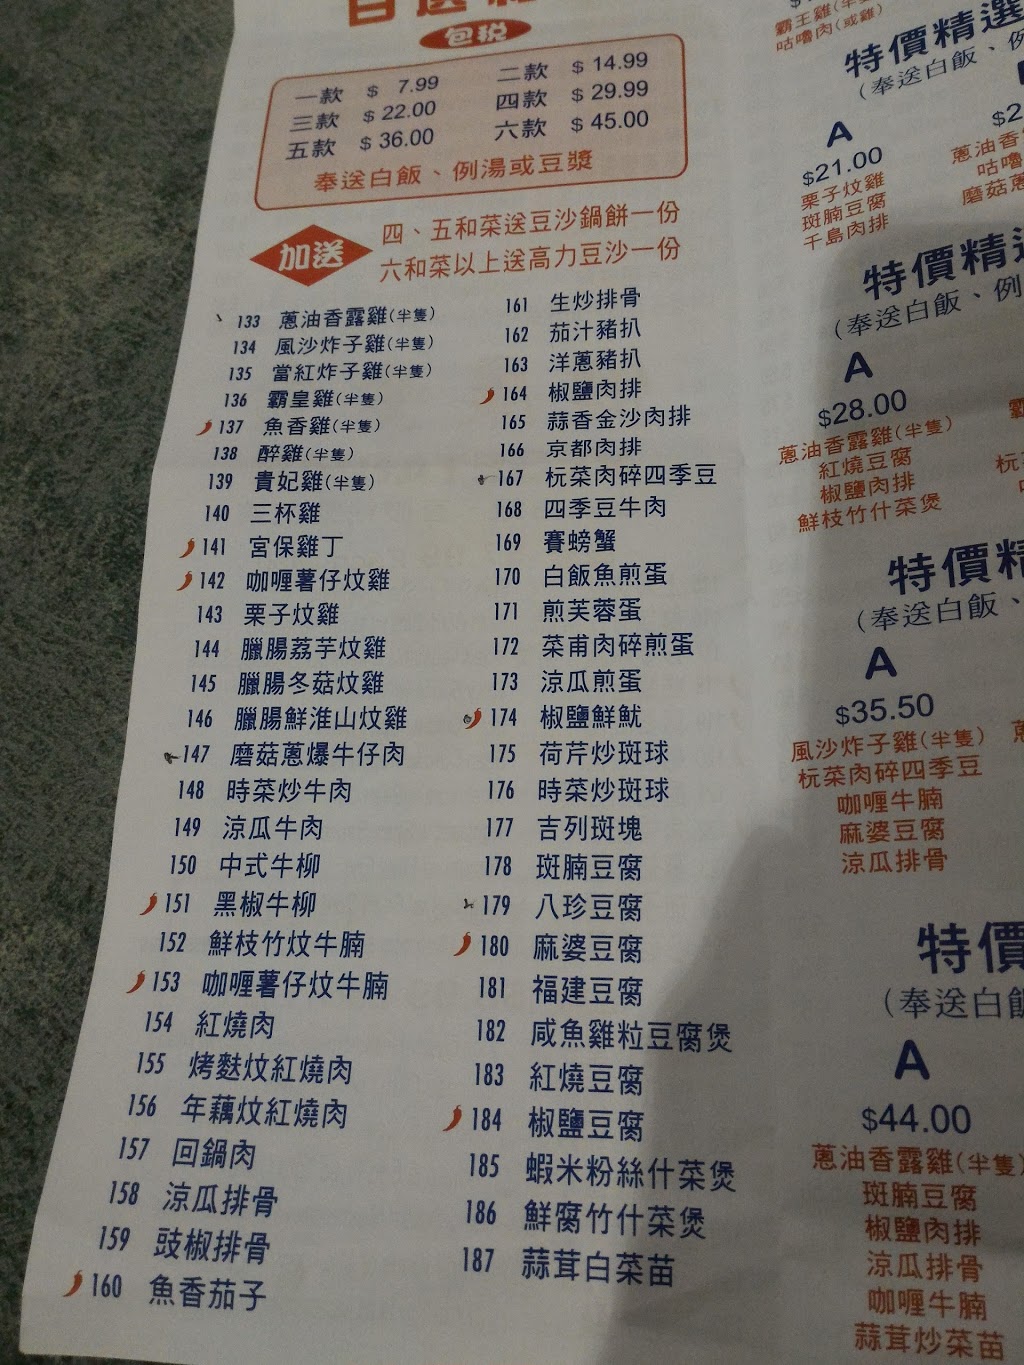 包税
一款 $ 7.99 二款 $ 14.99
三款 $ 22.00 四款 $ 29.99
五款 $ 36.00 六款 $ 45.00
奉送白飯、例湯或豆漿
加送
四、五和菜送豆沙鍋餅一份
六和菜以上送高力豆沙一份
133 蔥油香露雞(半隻)
134 風沙炸子雞(半隻)
135 當紅炸子雞(半隻)
136 霸皇雞(半隻)
137 魚香雞(半隻)
138 醉雞(半隻)
139 貴妃雞(半隻)
140 三杯雞
141 宮保雞丁
142 咖喱薯仔炆雞
143 栗子炆雞
144 臘腸荔芋炆雞
145 臘腸冬菇炆雞
146 臘腸鮮淮山炆雞
147 磨菇蔥爆牛仔肉
148 時菜炒牛肉
149 涼瓜牛肉
150 中式牛柳
151 黑椒牛柳
152 鮮枝竹炆牛腩
153 咖喱薯仔炆牛腩
154 紅燒肉
155 烤麩炆紅燒肉
156 年藕炆紅燒肉
157 回鍋肉
158 涼瓜排骨
159 豉椒排骨
160 魚香茄子
161 生炒排骨
162 茄汁豬扒
163 洋蔥豬扒
164 椒鹽肉排
165 蒜香金沙肉排
166 京都肉排
167 杬菜肉碎四季豆
168 四季豆牛肉
169 賽螃蟹
170 白飯魚煎蛋
171 煎芙蓉蛋
172 菜甫肉碎煎蛋
173 涼瓜煎蛋
174 椒鹽鮮魷
175 荷芹炒斑球
176 時菜炒斑球
177 吉列斑塊
178 斑腩豆腐
179 八珍豆腐
180 麻婆豆腐
181 福建豆腐
182 咸魚雞粒豆腐煲
183 紅燒豆腐
184 椒鹽豆腐
185 蝦米粉絲什菜煲
186 鮮腐竹什菜煲
187 蒜茸白菜苗
咕嚕肉(或雞)
特價精選
(奉送白飯、
A
$21.00
栗子炆雞
斑腩豆腐
千島肉排
蔥油香
咕嚕
磨菇
特價精
(奉送白飯、例
A
$28.00
蔥油香露雞(半隻)
紅燒豆腐
椒鹽肉排
鮮枝竹什菜煲
特價
(奉送白飯、
A
$35.50
風沙炸子雞(半隻)
杬菜肉碎四季豆
咖喱牛腩
麻婆豆腐
涼瓜排骨
特價
(奉送白
A
$44.00
蔥油香露雞(半隻)
斑腩豆腐
椒鹽肉排
涼瓜排骨
咖喱牛腩
蒜茸炒菜苗